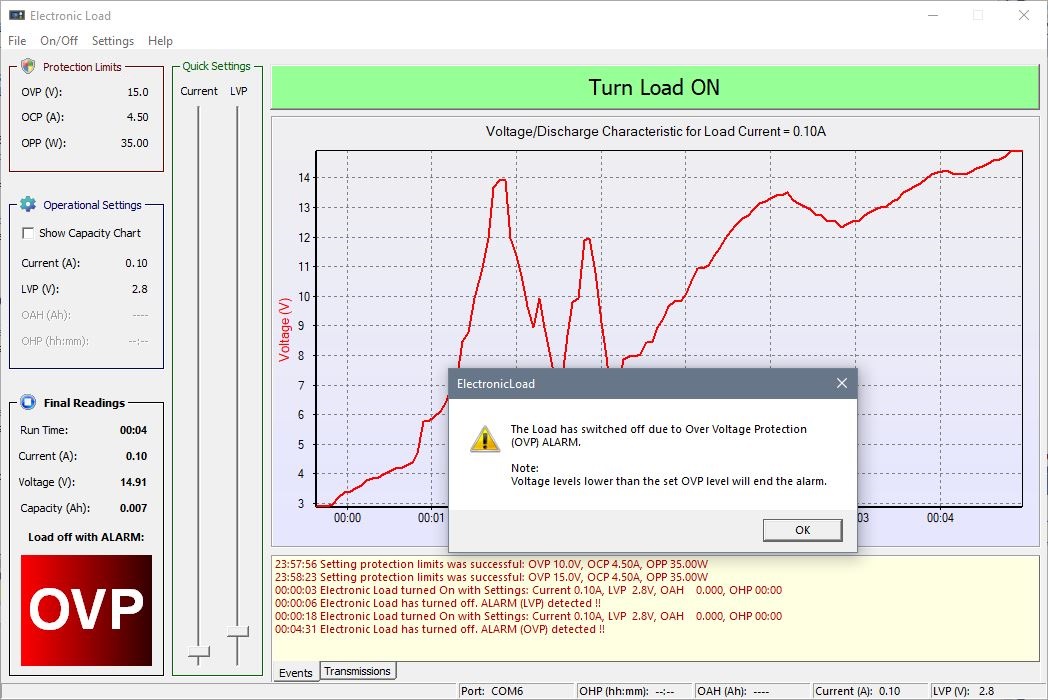 Electronic Load
File On/Off Settings Help
Protection Limits
OVP (V): 15.0
OCP (A): 4.50
OPP (W): 35.00
Operational Settings
Show Capacity Chart
Current (A): 0.10
LVP (V): 2.8
OAH (Ah): ----
OHP (hh:mm): --:--
Final Readings
Run Time: 00:04
Current (A): 0.10
Voltage (V): 14.91
Capacity (Ah): 0.007
Load off with ALARM:
OVP
Quick Settings
Current LVP
Turn Load ON
Voltage/Discharge Characteristic for Load Current = 0.10A
Voltage (V)
14
13
12
11
10
9
8
7
6
5
4
3
00:00 00:01 03 00:04
ElectronicLoad
The Load has switched off due to Over Voltage Protection
(OVP) ALARM.
Note:
Voltage levels lower than the set OVP level will end the alarm.
OK
23:57:56 Setting protection limits was successful: OVP 10.0V, OCP 4.50A, OPP 35.00W
23:58:23 Setting protection limits was successful: OVP 15.0V, OCP 4.50A, OPP 35.00W
00:00:03 Electronic Load turned On with Settings: Current 0.10A, LVP 2.8V, OAH 0.000, OHP 00:00
00:00:06 Electronic Load has turned off. ALARM (LVP) detected !!
00:00:18 Electronic Load turned On with Settings: Current 0.10A, LVP 2.8V, OAH 0.000, OHP 00:00
00:04:31 Electronic Load has turned off. ALARM (OVP) detected !!
Events Transmissions
Port: COM6 OHP (hh:mm): --:-- OAH (Ah): ---- Current (A): 0.10 LVP (V): 2.8